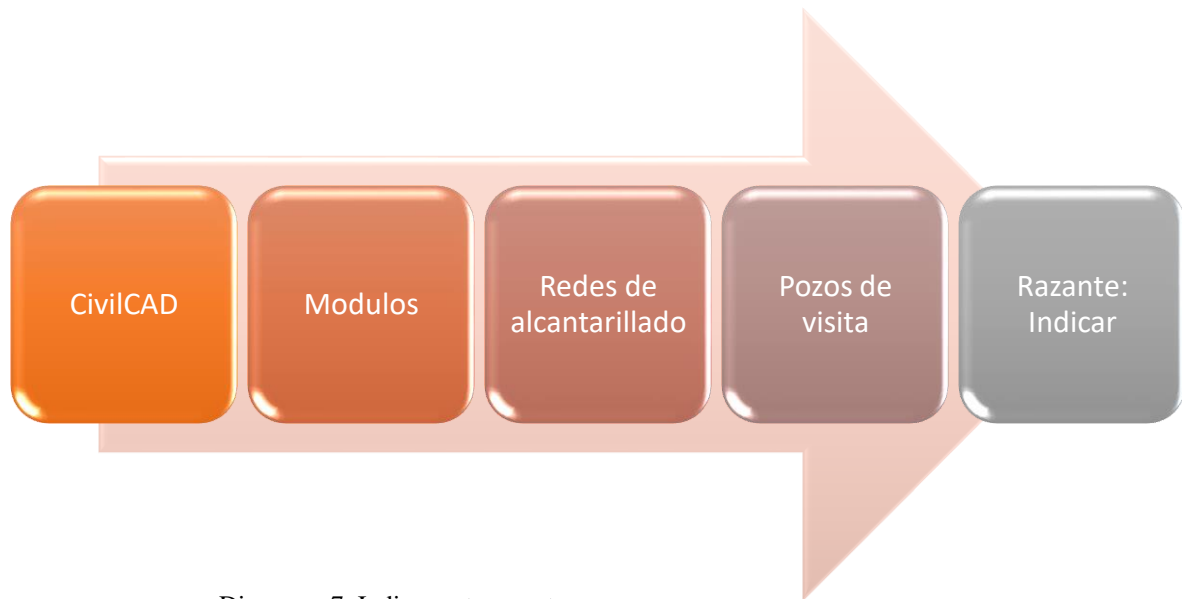 CivilCAD
Modulos
Redes de
alcantarillado
Pozos de
visita
Razante:
Indicar